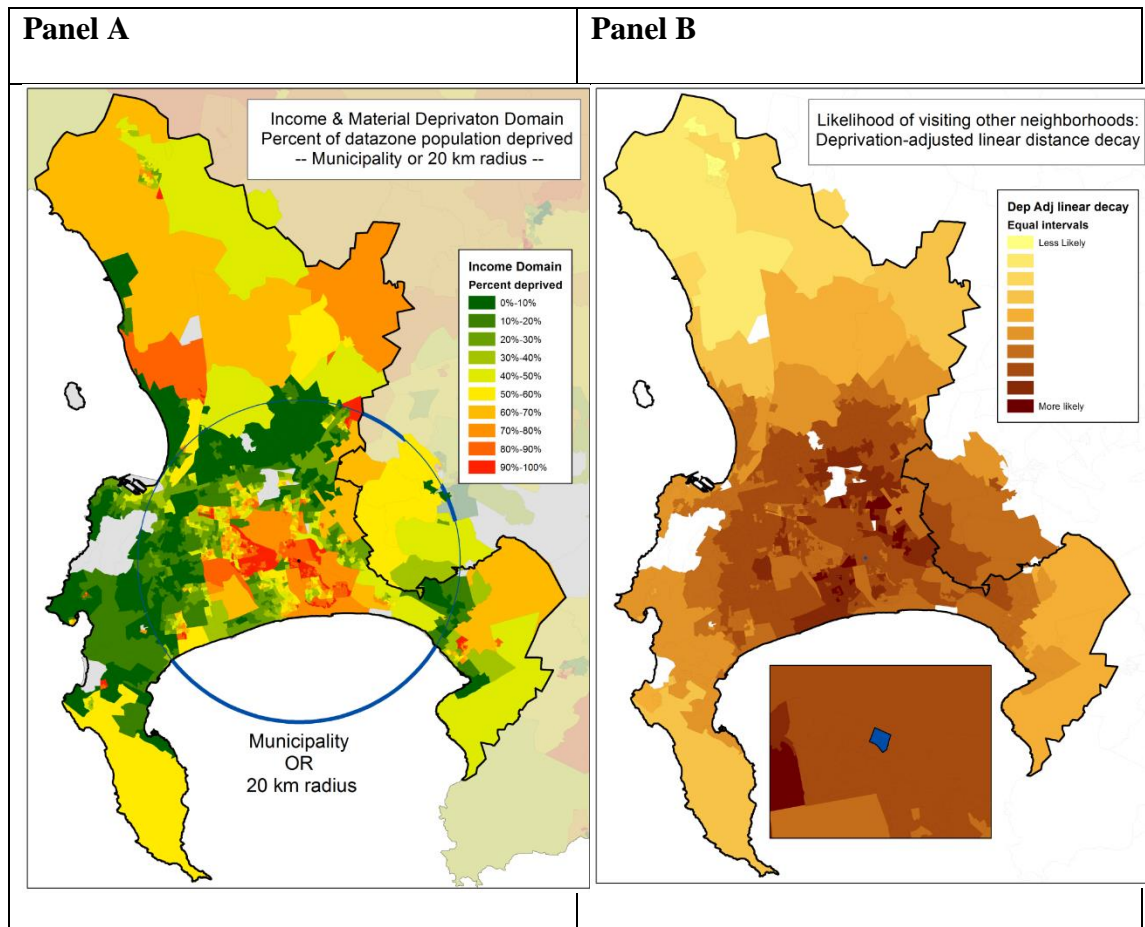 Panel A
Panel B
Income & Material Deprivaton Domain
Percent of datazone population deprived
-- Municipality or 20 km radius --
Income Domain
Percent deprived
0%-10%
10%-20%
20%-30%
30%-40%
40%-50%
50%-60%
60%-70%
70%-80%
80%-90%
90%-100%
Municipality
OR
20 km radius
Likelihood of visiting other neighborhoods:
Deprivation-adjusted linear distance decay
Dep Adj linear decay
Equal intervals
Less Likely
More likely